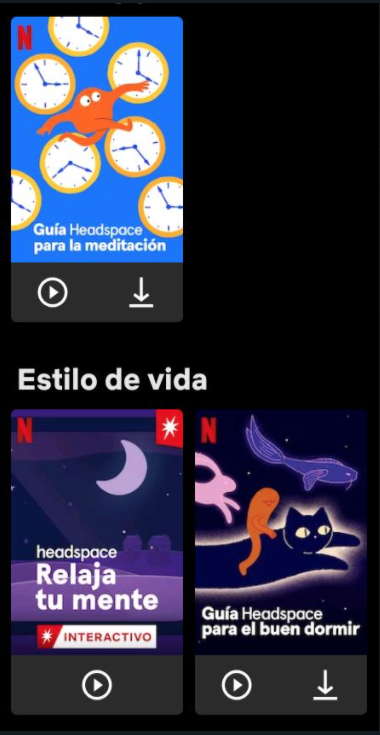 N
Guía Headspace
para la meditación
Estilo de vida
N
headspace
Relaja
tu mente
INTERACTIVO
N
Guía Headspace
para el buen dormir